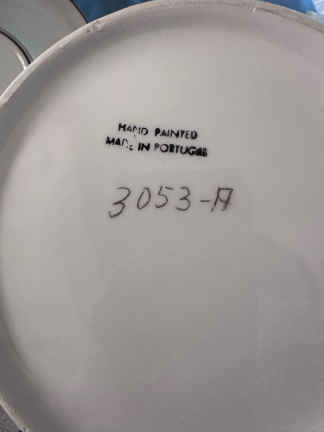 HAND PAINTED
MADE IN PORTUGAL
3053-A